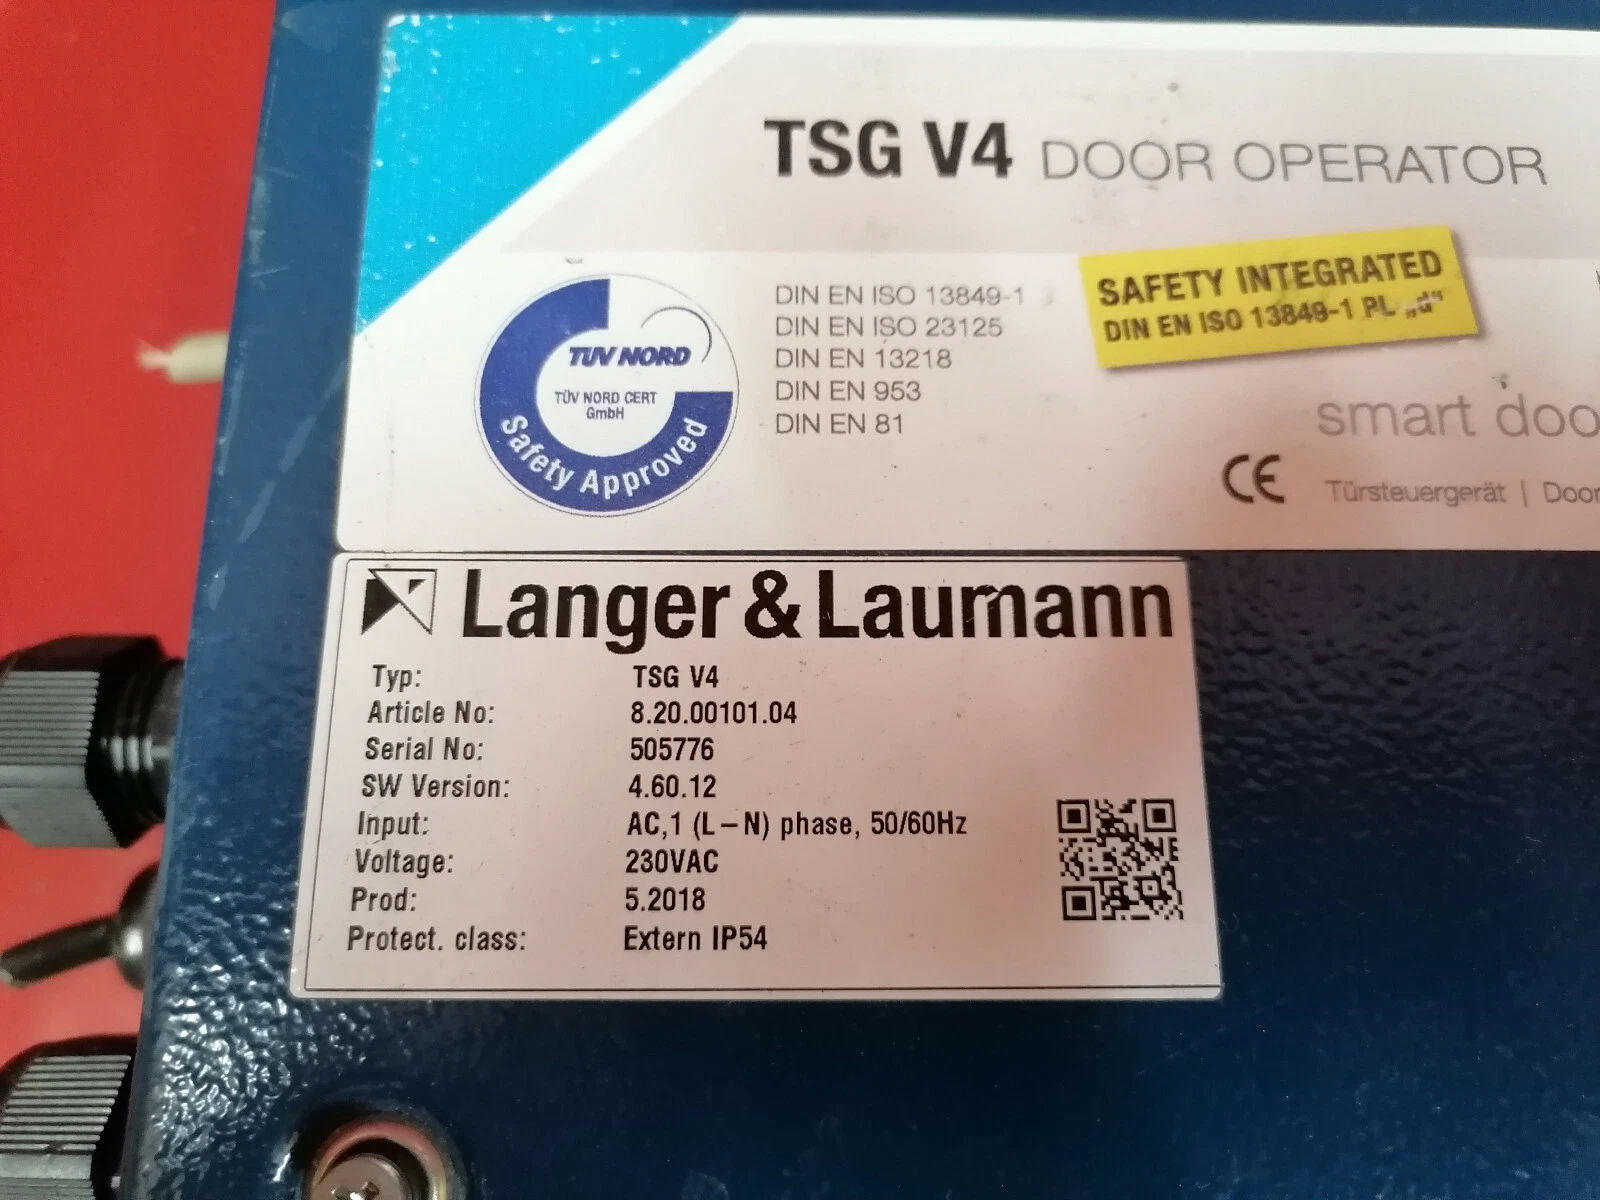 TSG V4 DOOR OPERATOR
SAFETY INTEGRATED
DIN EN ISO 13849-1 PL „d“
DIN EN ISO 13849-1
DIN EN ISO 23125
DIN EN 13218
DIN EN 953
DIN EN 81
TÜV NORD
TÜV NORD CERT
GmbH
Safety Approved
smart doo
CE
Türsteuergerät | Door
Langer & Laumann
Typ: TSG V4
Article No: 8.20.00101.04
Serial No: 505776
SW Version: 4.60.12
Input: AC,1 (L–N) phase, 50/60Hz
Voltage: 230VAC
Prod: 5.2018
Protect. class: Extern IP54